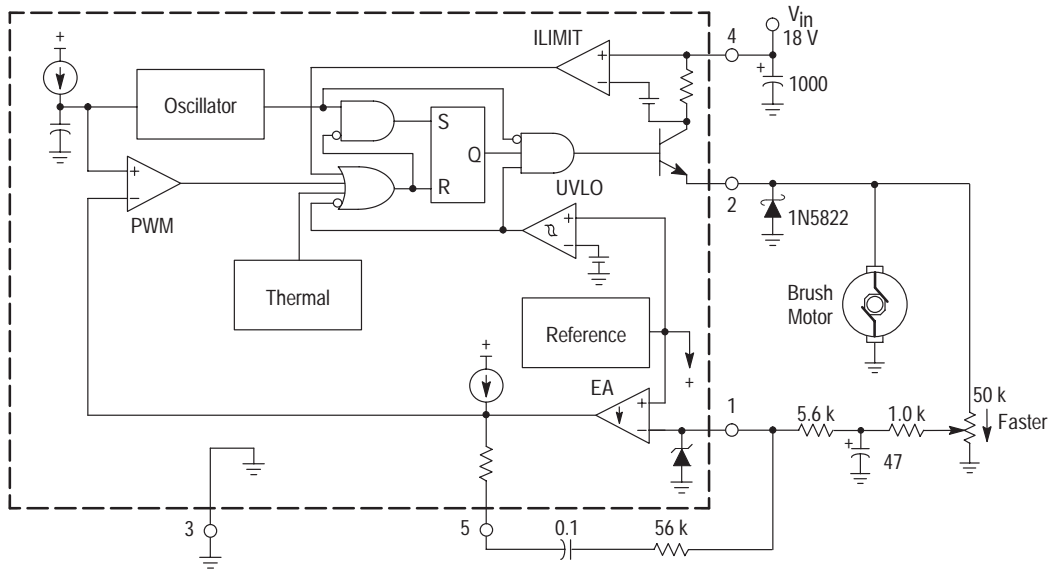 +
ILIMIT
4
Vin
18 V
+
+
1000
Oscillator
S
Q
R
+
PWM
UVLO
2
1N5822
+
Thermal
Brush
Motor
Reference
+
+
EA
+
1
5.6 k
1.0 k
50 k
Faster
+
47
3
5
0.1
56 k